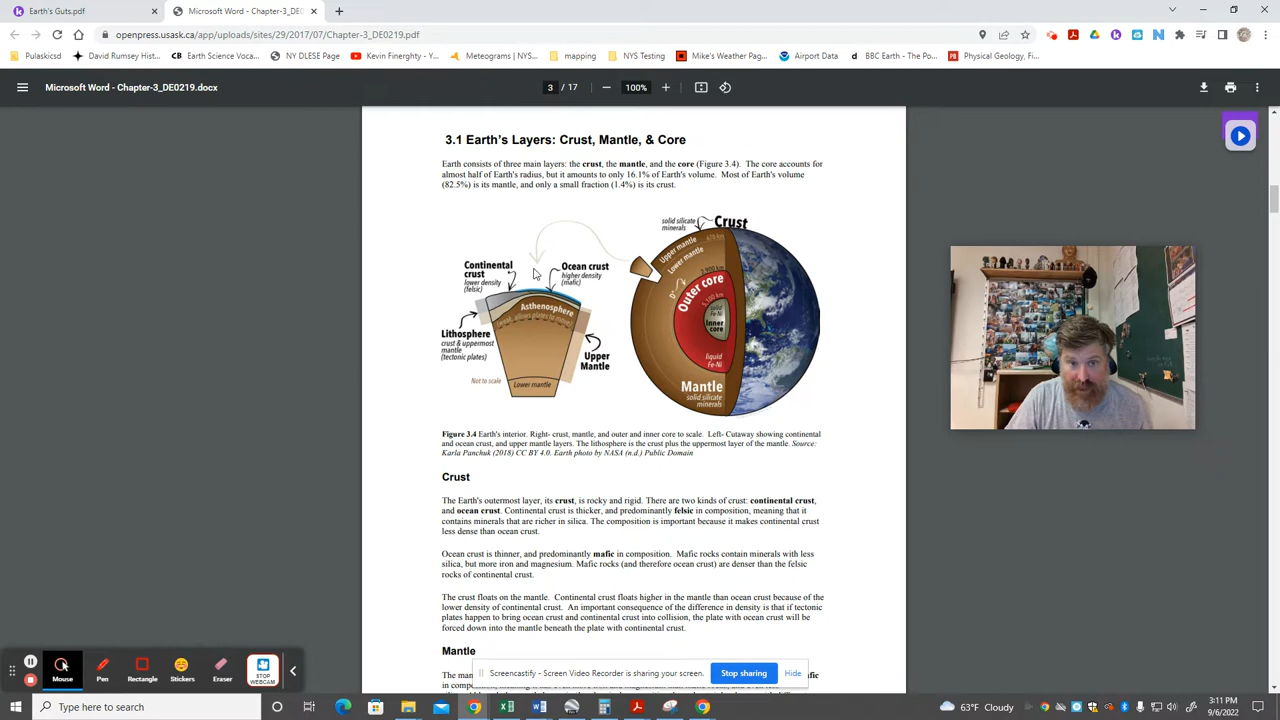 Earth's Guts.pdf
Microsoft Word - Chapter-3_DE0
openpress.usask.ca/app/uploads/sites/29/2017/07/Chapter-3_DE0219.pdf
Pulaskicsd
David Rumsey Hist...
CB Earth Science Voca...
NY DLESE Page
Kevin Finerghty - Y...
Meteograms | NYS...
mapping
NYS Testing
Mike's Weather Pag...
Airport Data
d BBC Earth - The Po...
Physical Geology, Fi...
Microsoft Word - Chapter-3_DE0219.docx
3 / 17
100%
3.1 Earth's Layers: Crust, Mantle, & Core
Earth consists of three main layers: the crust, the mantle, and the core (Figure 3.4). The core accounts for
almost half of Earth's radius, but it amounts to only 16.1% of Earth's volume. Most of Earth's volume
(82.5%) is its mantle, and only a small fraction (1.4%) is its crust.
solid silicate
minerals
Crust
Upper mantle
Lower mantle
2,900 km
D"
Outer core
5,100 km
solid
Fe-Ni
Inner
core
liquid
Fe-Ni
Mantle
solid silicate
minerals
Continental
crust
lower density
(felsic)
Ocean crust
higher density
(mafic)
Asthenosphere
Lithosphere
crust & uppermost
mantle
(tectonic plates)
Upper
Mantle
Not to scale
Lower mantle
Figure 3.4 Earth's interior. Right- crust, mantle, and outer and inner core to scale. Left- Cutaway showing continental
and ocean crust, and upper mantle layers. The lithosphere is the crust plus the uppermost layer of the mantle. Source:
Karla Panchuk (2018) CC BY 4.0. Earth photo by NASA (n.d.) Public Domain
Crust
The Earth's outermost layer, its crust, is rocky and rigid. There are two kinds of crust: continental crust,
and ocean crust. Continental crust is thicker, and predominantly felsic in composition, meaning that it
contains minerals that are richer in silica. The composition is important because it makes continental crust
less dense than ocean crust.
Ocean crust is thinner, and predominantly mafic in composition. Mafic rocks contain minerals with less
silica, but more iron and magnesium. Mafic rocks (and therefore ocean crust) are denser than the felsic
rocks of continental crust.
The crust floats on the mantle. Continental crust floats higher in the mantle than ocean crust because of the
lower density of continental crust. An important consequence of the difference in density is that if tectonic
plates happen to bring ocean crust and continental crust into collision, the plate with ocean crust will be
forced down into the mantle beneath the plate with continental crust.
Mantle
Screencastify - Screen Video Recorder is sharing your screen.
Stop sharing
Hide
Mouse
Pen
Rectangle
Stickers
Eraser
STOP
WEBCAM
Type here to search
63°F Cloudy
3:11 PM
9/6/2022